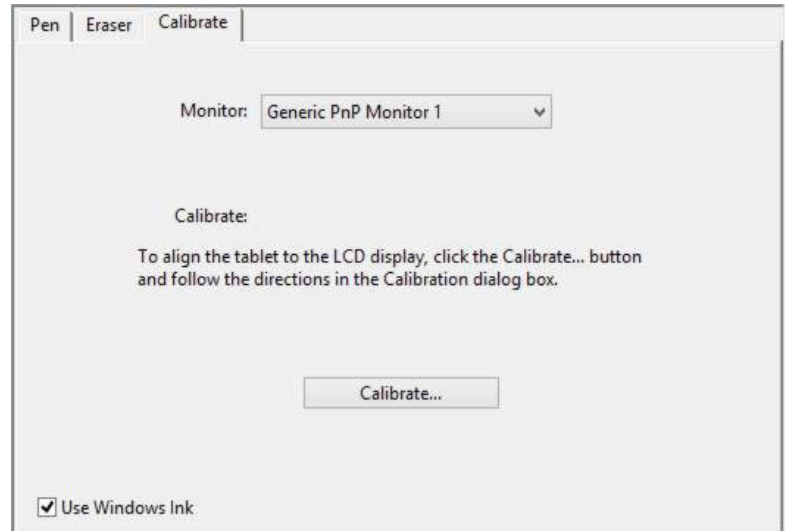 Pen Eraser Calibrate
Monitor: Generic PnP Monitor 1
Calibrate:
To align the tablet to the LCD display, click the Calibrate... button
and follow the directions in the Calibration dialog box.
Calibrate...
Use Windows Ink